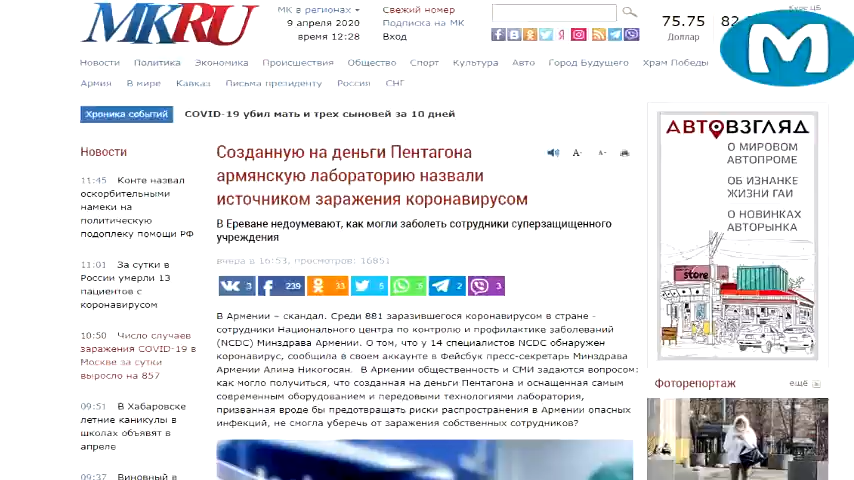 MKRU
МК в регионах
9 апреля 2020
время 12:28
Свежий номер
Подписка на МК
Вход
Курс ЦБ
75.75
Доллар
M
Новости Политика Экономика Происшествия Общество Спорт Культура Авто Город Будущего Храм Победы
Армия В мире Кавказ Письма президенту Россия СНГ
Хроника событий COVID-19 убил мать и трех сыновей за 10 дней
Новости
11:45 Конте назвал
оскорбительными
намеки на
политическую
подоплеку помощи РФ
11:01 За сутки в
России умерли 13
пациентов с
коронавирусом
10:50 Число случаев
заражения COVID-19 в
Москве за сутки
выросло на 857
09:51 В Хабаровске
летние каникулы в
школах объявят в
апреле
09:37 Виновный в
Созданную на деньги Пентагона
армянскую лабораторию назвали
источником заражения коронавирусом
A+ A-
В Ереване недоумевают, как могли заболеть сотрудники суперзащищенного
учреждения
вчера в 16:53, просмотров: 16851
3 239 33 5 5 2 3
В Армении – скандал. Среди 881 заразившегося коронавирусом в стране -
сотрудники Национального центра по контролю и профилактике заболеваний
(NCDC) Минздрава Армении. О том, что у 14 специалистов NCDC обнаружен
коронавирус, сообщила в своем аккаунте в Фейсбук пресс-секретарь Минздрава
Армении Алина Никогосян. В Армении общественность и СМИ задаются вопросом:
как могло получиться, что созданная на деньги Пентагона и оснащенная самым
современным оборудованием и передовыми технологиями лаборатория,
призванная вроде бы предотвращать риски распространения в Армении опасных
инфекций, не смогла уберечь от заражения собственных сотрудников?
АВТОВЗГЛЯД
О МИРОВОМ
АВТОПРОМЕ
ОБ ИЗНАНКЕ
ЖИЗНИ ГАИ
О НОВИНКАХ
АВТОРЫНКА
store
Фоторепортаж ещё